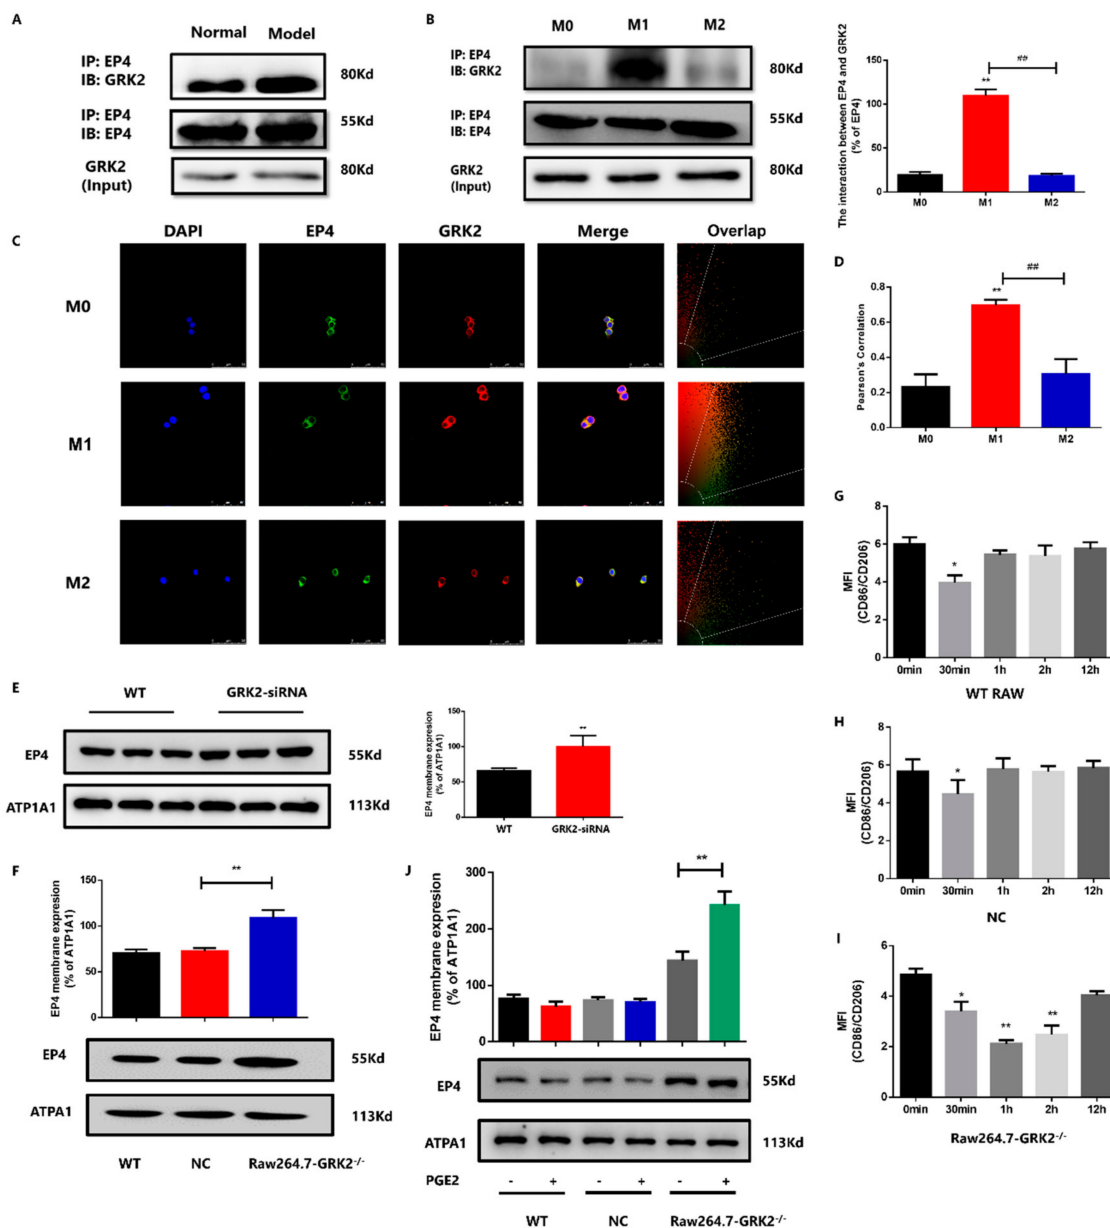 A
Normal Model
IP: EP4
IB: GRK2
80Kd
IP: EP4
IB: EP4
55Kd
GRK2
(Input)
80Kd
B
M0 M1 M2
IP: EP4
IB: GRK2
80Kd
IP: EP4
IB: EP4
55Kd
GRK2
(Input)
80Kd
The interaction between EP4 and GRK2
(% of EP4)
150
100
50
0
**
##
M0 M1 M2
C
DAPI EP4 GRK2 Merge Overlap
M0
M1
M2
D
Pearson's Correlation
0.8
0.6
0.4
0.2
0.0
**
##
M0 M1 M2
E
WT GRK2-siRNA
EP4 55Kd
ATP1A1 113Kd
EP4 membrane expresion
(% of ATP1A1)
150
100
50
0
**
WT GRK2-siRNA
F
EP4 membrane expresion
(% of ATP1A1)
150
100
50
0
**
EP4 55Kd
ATPA1 113Kd
WT NC Raw264.7-GRK2-/-
J
EP4 membrane expresion
(% of ATP1A1)
300
200
100
0
**
EP4 55Kd
ATPA1 113Kd
PGE2 - + - + - +
WT NC Raw264.7-GRK2-/-
G
MFI
(CD86/CD206)
8
6
4
2
0
*
0min 30min 1h 2h 12h
WT RAW
H
MFI
(CD86/CD206)
8
6
4
2
0
*
0min 30min 1h 2h 12h
NC
I
MFI
(CD86/CD206)
6
4
2
0
*
**
**
0min 30min 1h 2h 12h
Raw264.7-GRK2-/-